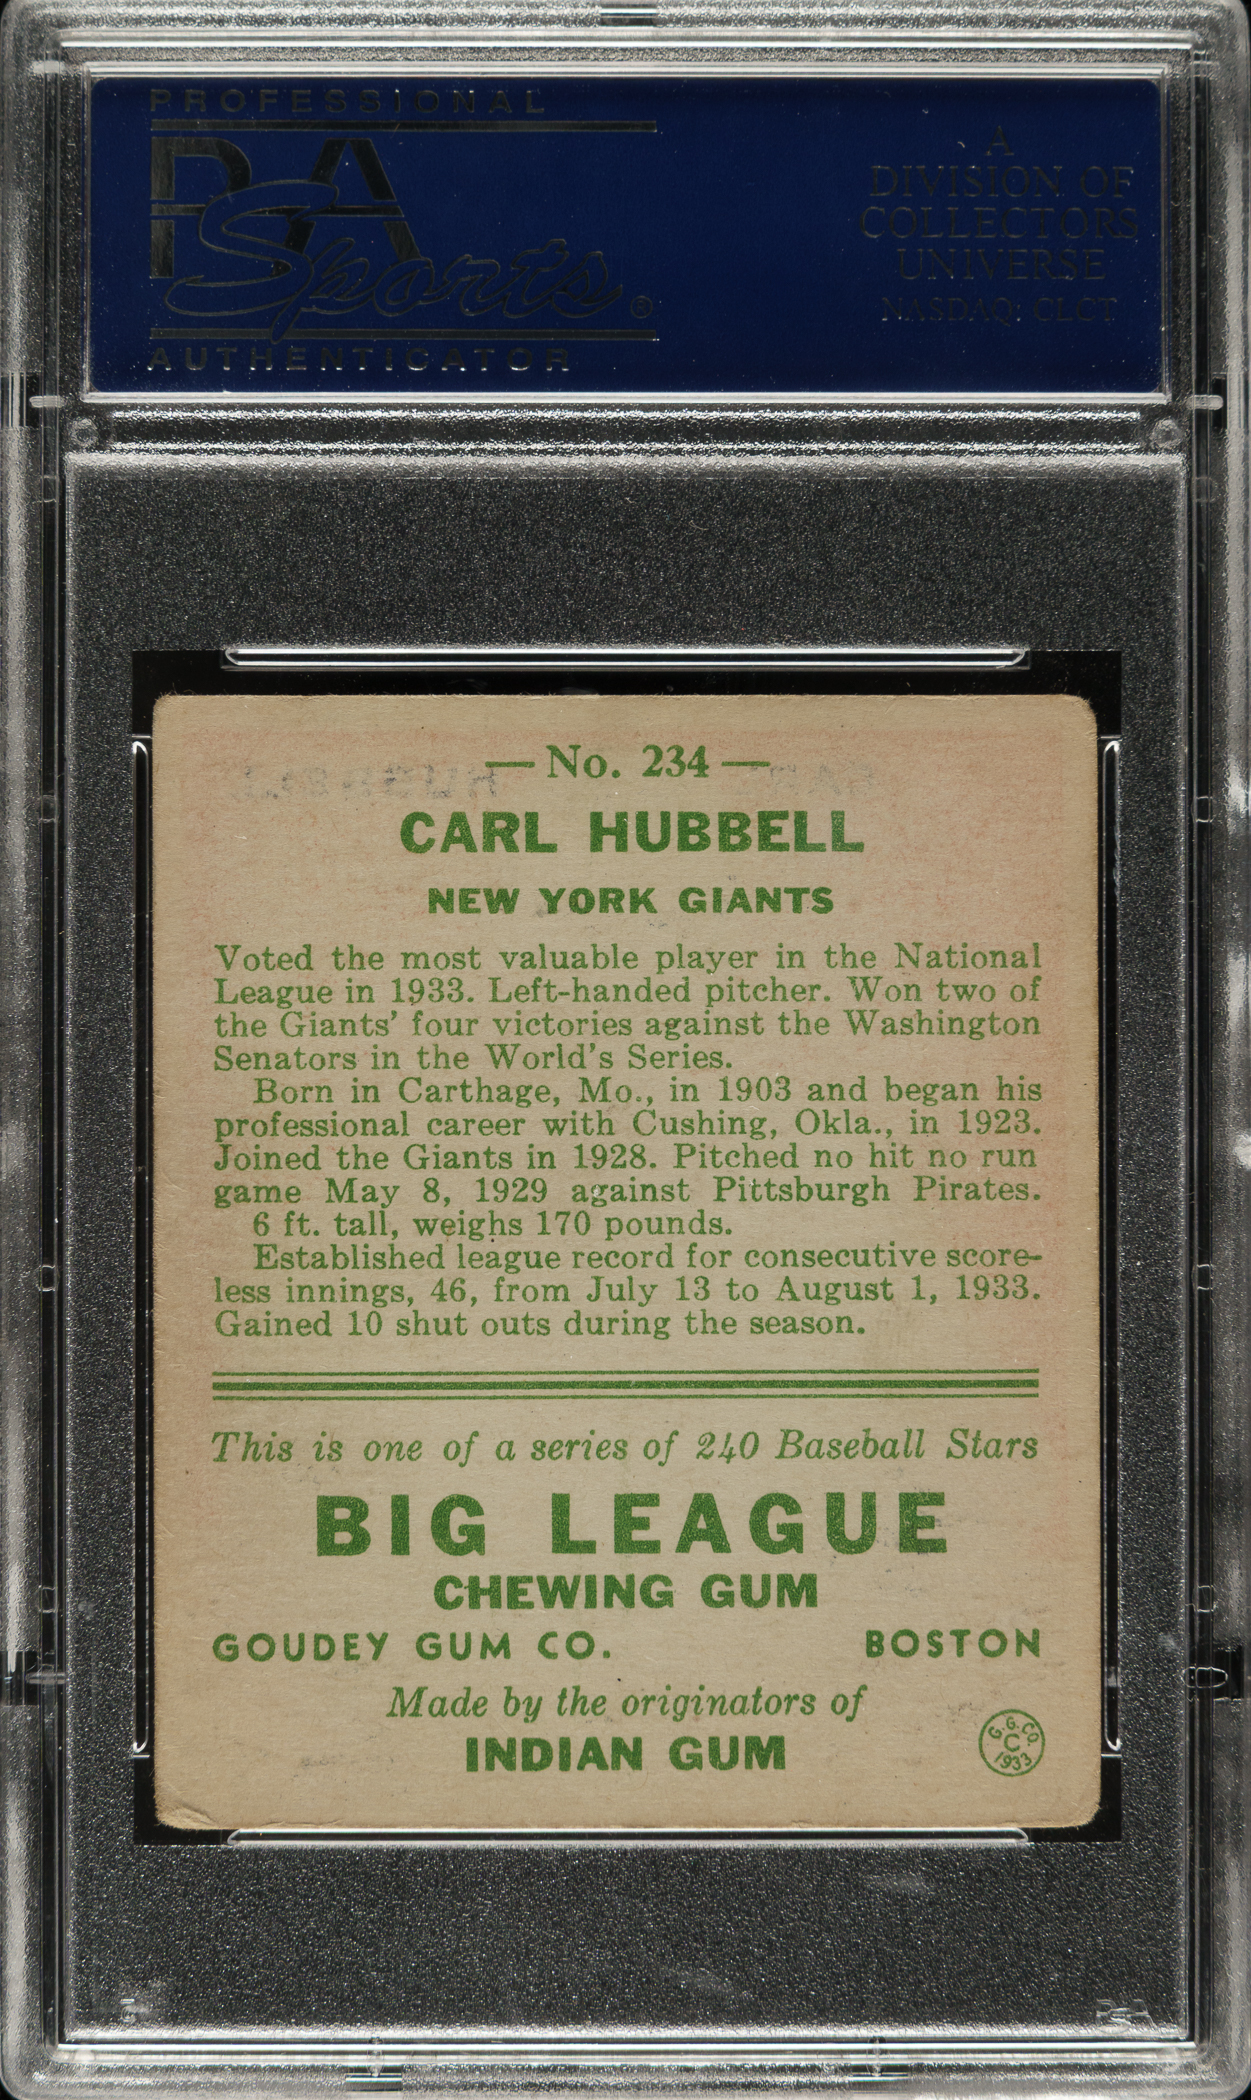 PROFESSIONAL
PSA
Sports®
AUTHENTICATOR
A
DIVISION OF
COLLECTORS
UNIVERSE
NASDAQ: CLCT
— No. 234 —
CARL HUBBELL
NEW YORK GIANTS
Voted the most valuable player in the National
League in 1933. Left-handed pitcher. Won two of
the Giants' four victories against the Washington
Senators in the World's Series.
Born in Carthage, Mo., in 1903 and began his
professional career with Cushing, Okla., in 1923.
Joined the Giants in 1928. Pitched no hit no run
game May 8, 1929 against Pittsburgh Pirates.
6 ft. tall, weighs 170 pounds.
Established league record for consecutive score-
less innings, 46, from July 13 to August 1, 1933.
Gained 10 shut outs during the season.
This is one of a series of 240 Baseball Stars
BIG LEAGUE
CHEWING GUM
GOUDEY GUM CO. BOSTON
Made by the originators of
INDIAN GUM
G. G. CO.
C
1933
PSA